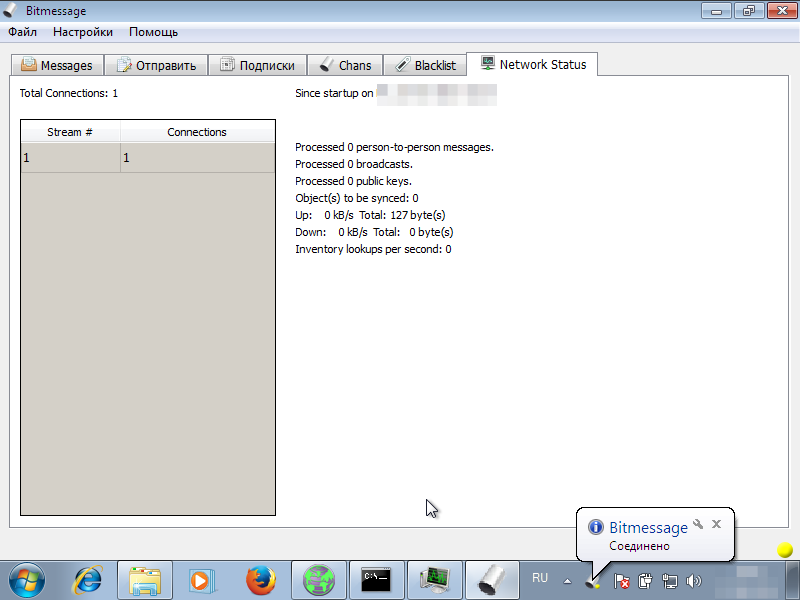 Bitmessage
Файл Настройки Помощь
Messages Отправить Подписки Chans Blacklist Network Status
Total Connections: 1
Since startup on
Stream # Connections
1 1
Processed 0 person-to-person messages.
Processed 0 broadcasts.
Processed 0 public keys.
Object(s) to be synced: 0
Up: 0 kB/s Total: 127 byte(s)
Down: 0 kB/s Total: 0 byte(s)
Inventory lookups per second: 0
Bitmessage
Соединено
C:\_
RU